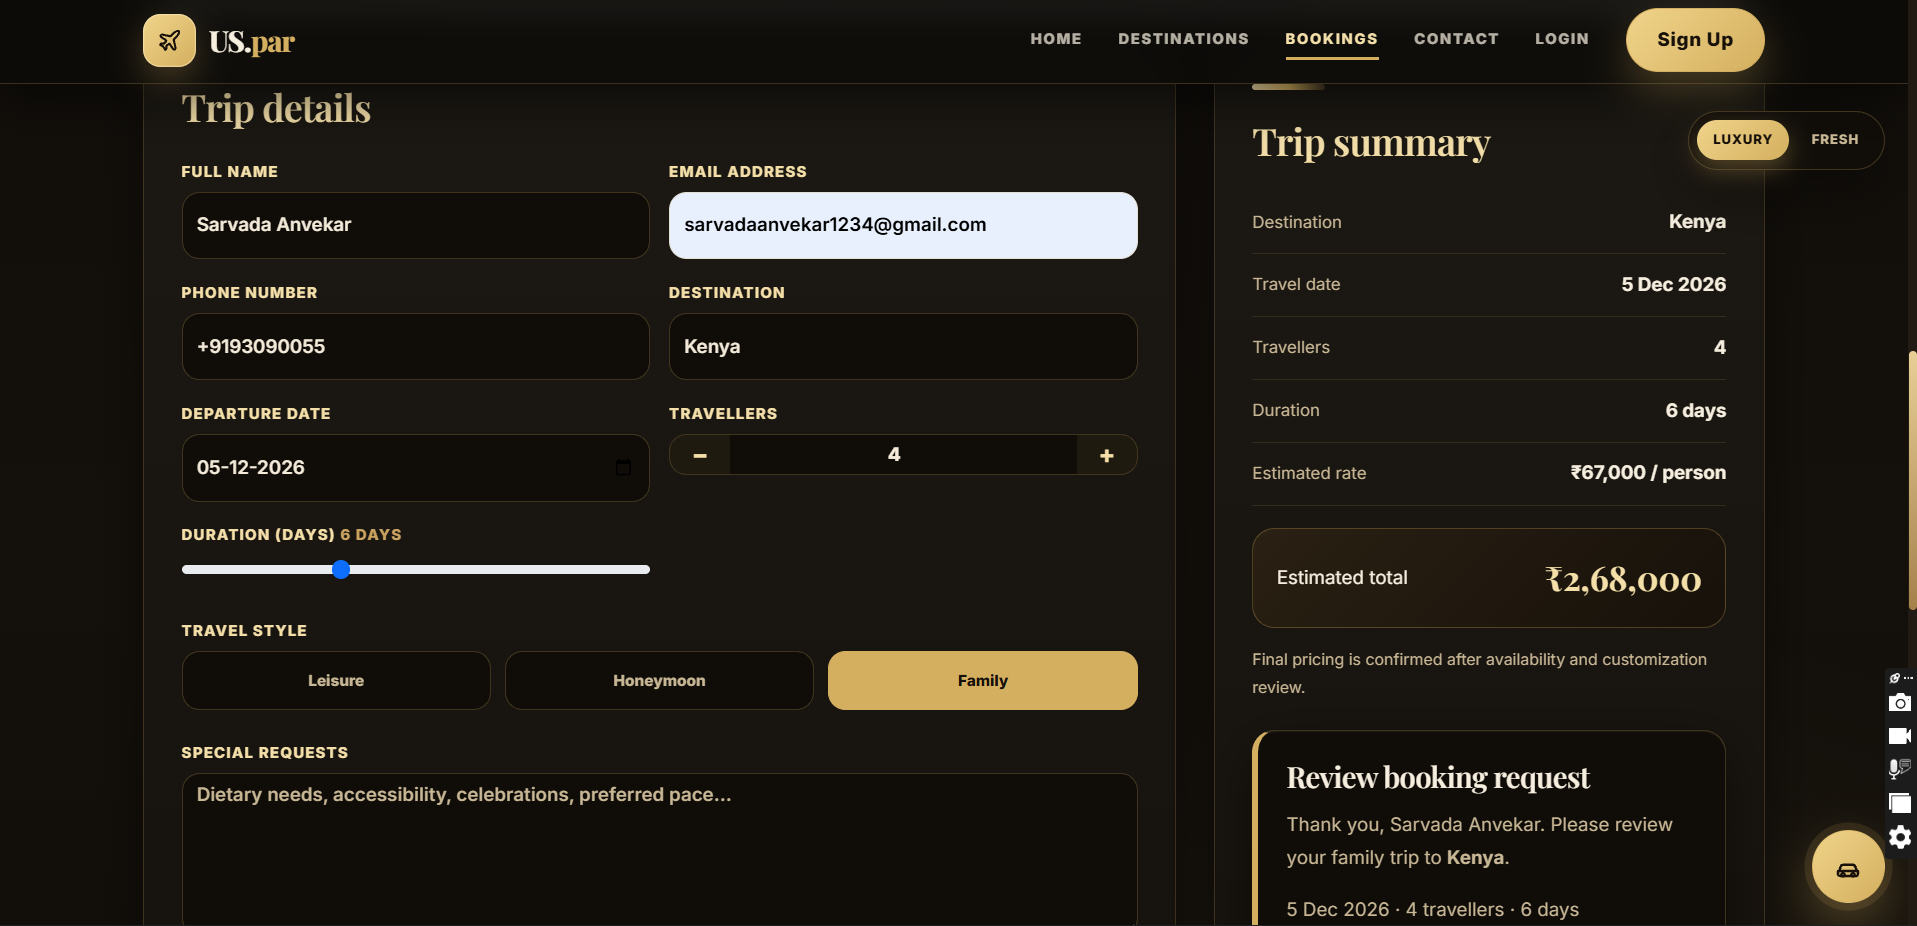 US.par
HOME
DESTINATIONS
BOOKINGS
CONTACT
LOGIN
Sign Up
Trip details
FULL NAME
Sarvada Anvekar
EMAIL ADDRESS
sarvadaanvekar1234@gmail.com
PHONE NUMBER
+9193090055
DESTINATION
Kenya
DEPARTURE DATE
05-12-2026
TRAVELLERS
− 4 +
DURATION (DAYS) 6 DAYS
TRAVEL STYLE
Leisure
Honeymoon
Family
SPECIAL REQUESTS
Dietary needs, accessibility, celebrations, preferred pace...
LUXURY
FRESH
Trip summary
Destination Kenya
Travel date 5 Dec 2026
Travellers 4
Duration 6 days
Estimated rate ₹67,000 / person
Estimated total ₹2,68,000
Final pricing is confirmed after availability and customization
review.
Review booking request
Thank you, Sarvada Anvekar. Please review
your family trip to Kenya.
5 Dec 2026 · 4 travellers · 6 days